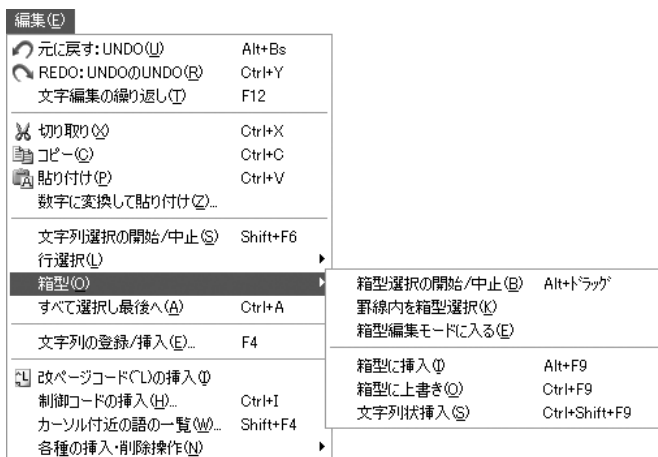 編集(E)
元に戻す:UNDO(U) Alt+Bs
REDO:UNDOのUNDO(R) Ctrl+Y
文字編集の繰り返し(T) F12
切り取り(X) Ctrl+X
コピー(C) Ctrl+C
貼り付け(P) Ctrl+V
数字に変換して貼り付け(Z)...
文字列選択の開始/中止(S) Shift+F6
行選択(L)
箱型(O)
すべて選択し最後へ(A) Ctrl+A
文字列の登録/挿入(E)... F4
改ページコード(^L)の挿入(I)
制御コードの挿入(H)... Ctrl+I
カーソル付近の語の一覧(W)... Shift+F4
各種の挿入・削除操作(N)
箱型選択の開始/中止(B) Alt+ドラッグ
罫線内を箱型選択(K)
箱型編集モードに入る(E)
箱型に挿入(I) Alt+F9
箱型に上書き(O) Ctrl+F9
文字列状挿入(S) Ctrl+Shift+F9